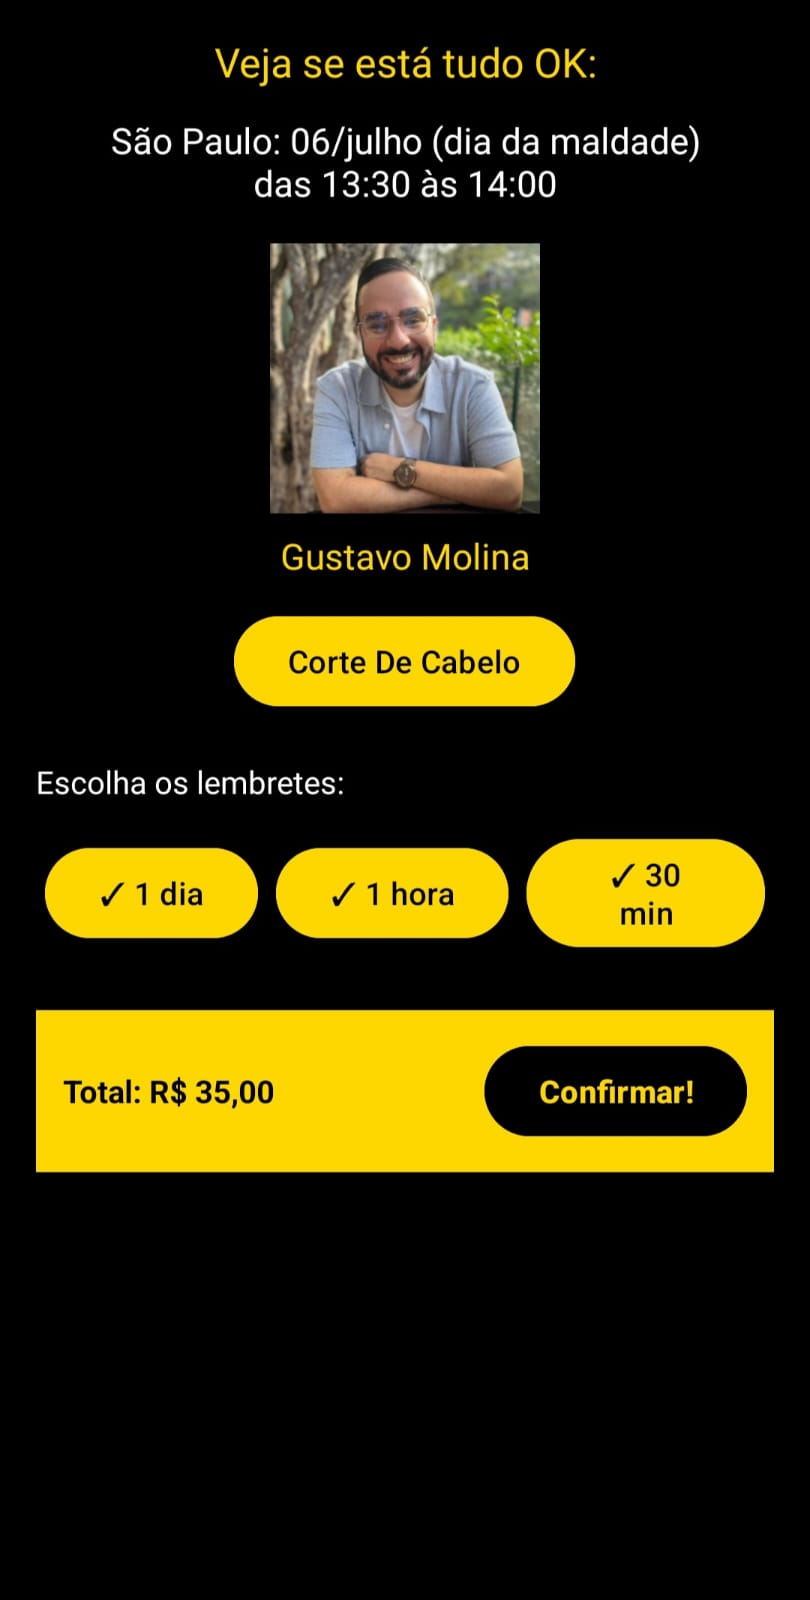 Veja se está tudo OK:
São Paulo: 06/julho (dia da maldade)
das 13:30 às 14:00
Gustavo Molina
Corte De Cabelo
Escolha os lembretes:
✓ 1 dia
✓ 1 hora
✓ 30
min
Total: R$ 35,00
Confirmar!